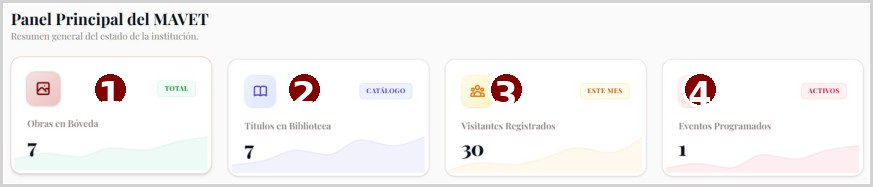 Panel Principal del MAVET
Resumen general del estado de la institución.
1 TOTAL
Obras en Bóveda
7
2 CATÁLOGO
Títulos en Biblioteca
7
3 ESTE MES
Visitantes Registrados
30
4 ACTIVOS
Eventos Programados
1